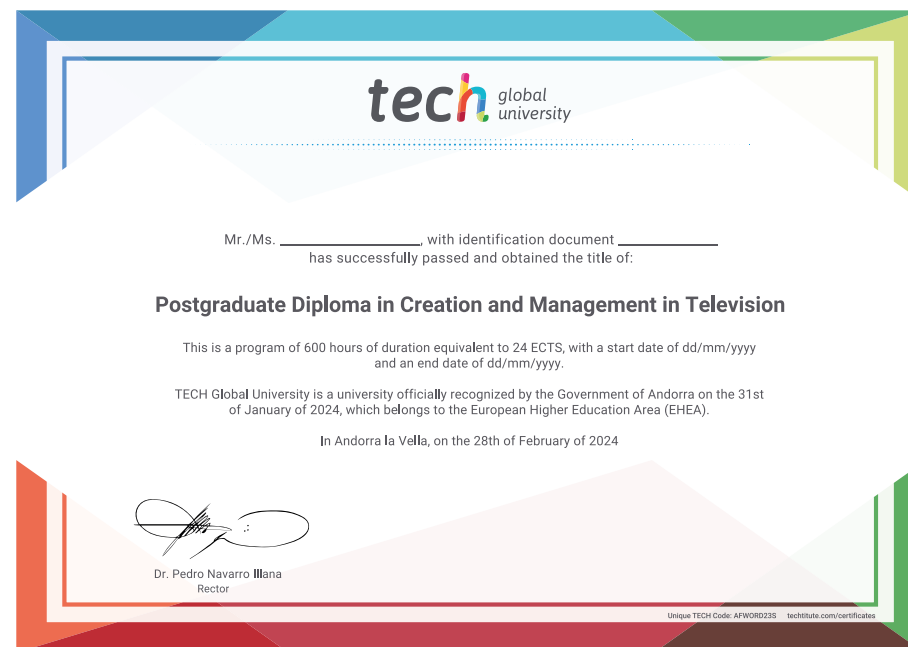 tech global
university
Mr./Ms. ____________, with identification document ____________
has successfully passed and obtained the title of:
Postgraduate Diploma in Creation and Management in Television
This is a program of 600 hours of duration equivalent to 24 ECTS, with a start date of dd/mm/yyyy
and an end date of dd/mm/yyyy.
TECH Global University is a university officially recognized by the Government of Andorra on the 31st
of January of 2024, which belongs to the European Higher Education Area (EHEA).
In Andorra la Vella, on the 28th of February of 2024
Dr. Pedro Navarro Illana
Rector
Unique TECH Code: AFWORD23S techtitute.com/certificates